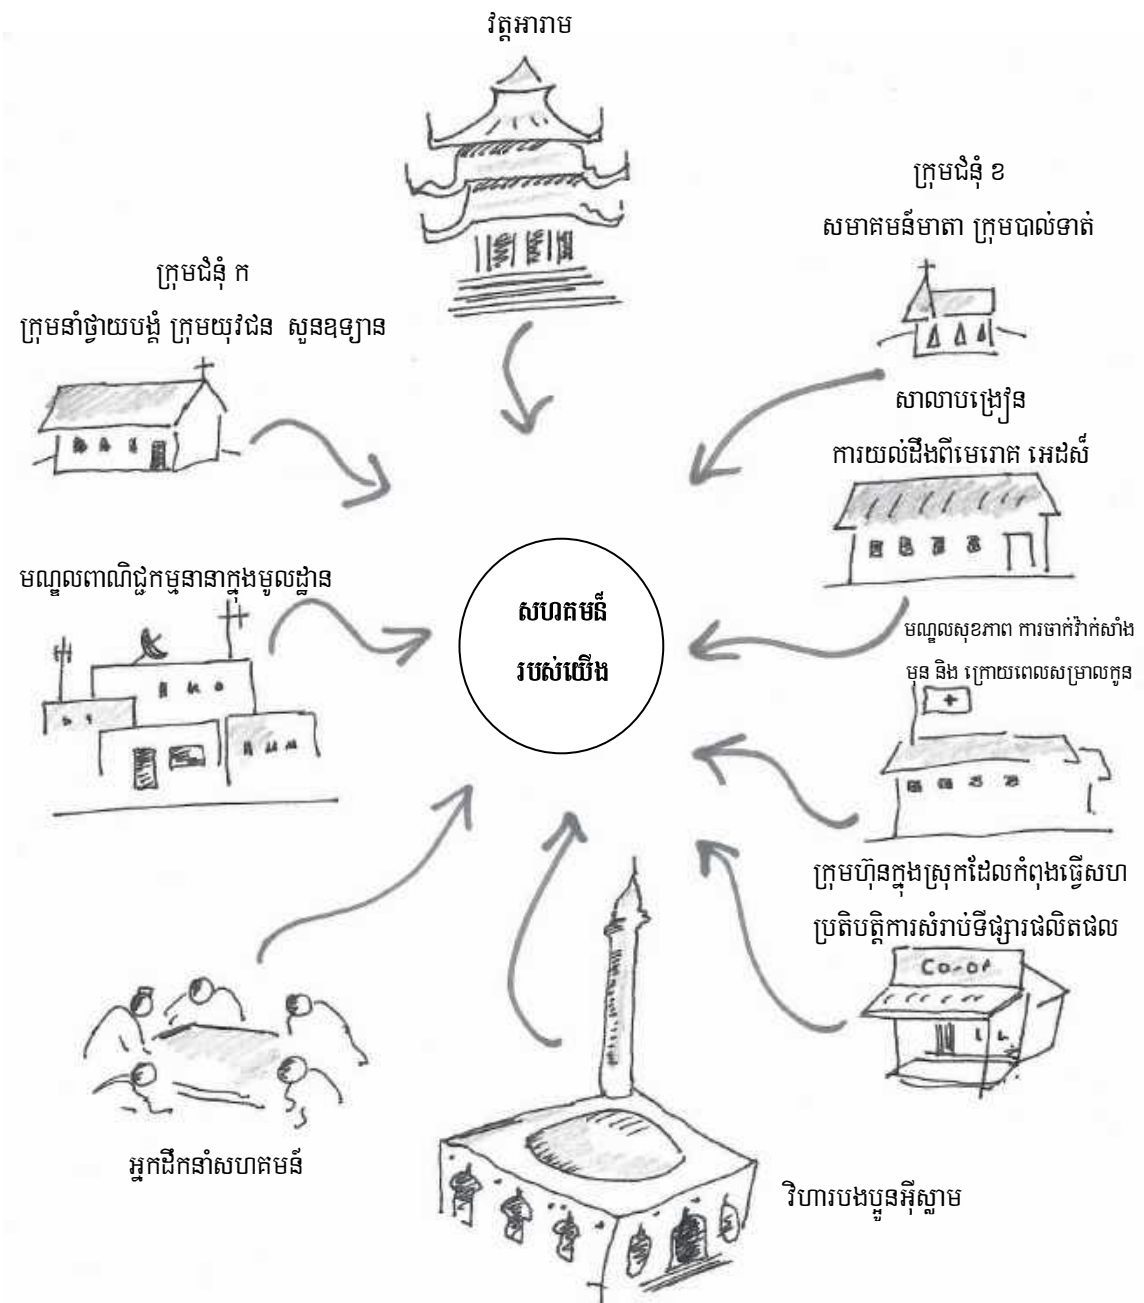 វត្តអារាម
ក្រុមជំនុំ ខ
សមាគមន៍មាតា ក្រុមបាល់ទាត់
ក្រុមជំនុំ ក
ក្រុមនាំថ្វាយបង្គំ ក្រុមយុវជន សួនឧទ្យាន
សាលាបង្រៀន
ការយល់ដឹងពីមេរោគ អេដស៍
មណ្ឌលពាណិជ្ជកម្មនានាក្នុងមូលដ្ឋាន
សហគមន៍
របស់យើង
មណ្ឌលសុខភាព ការចាក់វ៉ាក់សាំង
មុន និង ក្រោយពេលសម្រាលកូន
ក្រុមហ៊ុនក្នុងស្រុកដែលកំពុងធ្វើសហ
ប្រតិបត្តិការសំរាប់ទីផ្សារផលិតផល
CO-OP
អ្នកដឹកនាំសហគមន៍
វិហារបងប្អូនអ៊ីស្លាម